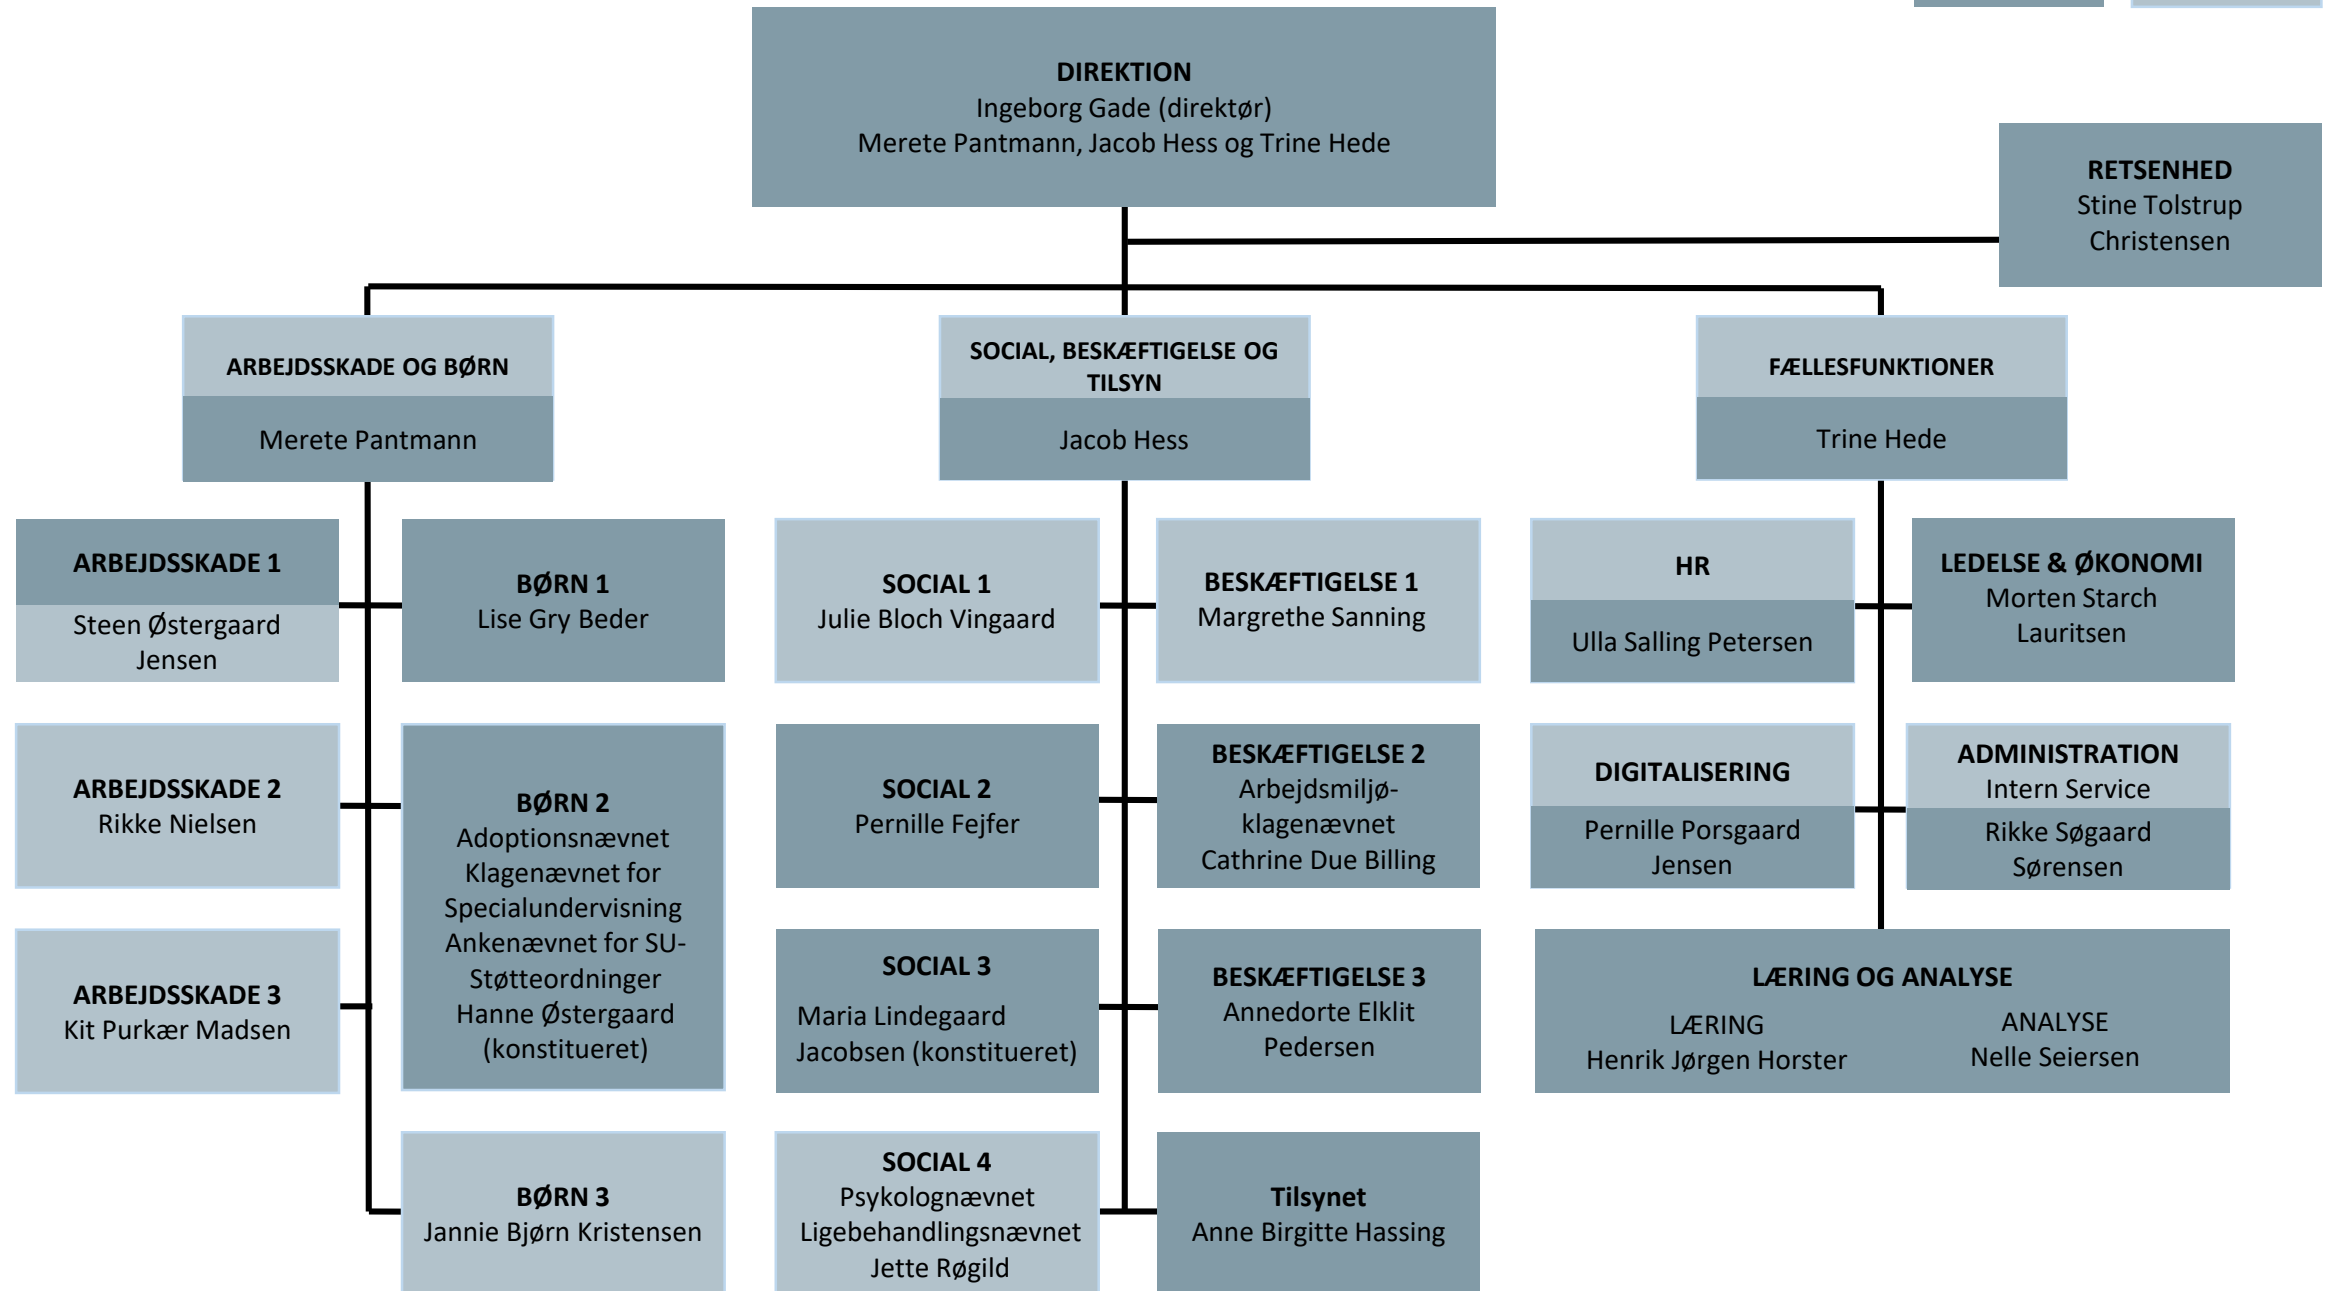 DIREKTION
Ingeborg Gade (direktør)
Merete Pantmann, Jacob Hess og Trine Hede
RETSENHED
Stine Tolstrup
Christensen
ARBEJDSSKADE OG BØRN
Merete Pantmann
SOCIAL, BESKÆFTIGELSE OG
TILSYN
Jacob Hess
FÆLLESFUNKTIONER
Trine Hede
ARBEJDSSKADE 1
Steen Østergaard
Jensen
BØRN 1
Lise Gry Beder
SOCIAL 1
Julie Bloch Vingaard
BESKÆFTIGELSE 1
Margrethe Sanning
HR
Ulla Salling Petersen
LEDELSE & ØKONOMI
Morten Starch
Lauritsen
ARBEJDSSKADE 2
Rikke Nielsen
BØRN 2
Adoptionsnævnet
Klagenævnet for
Specialundervisning
Ankenævnet for SU-
Støtteordninger
Hanne Østergaard
(konstitueret)
SOCIAL 2
Pernille Fejfer
BESKÆFTIGELSE 2
Arbejdsmiljø-
klagenævnet
Cathrine Due Billing
DIGITALISERING
Pernille Porsgaard
Jensen
ADMINISTRATION
Intern Service
Rikke Søgaard
Sørensen
ARBEJDSSKADE 3
Kit Purkær Madsen
SOCIAL 3
Maria Lindegaard
Jacobsen (konstitueret)
BESKÆFTIGELSE 3
Annedorte Elklit
Pedersen
LÆRING OG ANALYSE
LÆRING
Henrik Jørgen Horster
ANALYSE
Nelle Seiersen
BØRN 3
Jannie Bjørn Kristensen
SOCIAL 4
Psykolognævnet
Ligebehandlingsnævnet
Jette Røgild
Tilsynet
Anne Birgitte Hassing